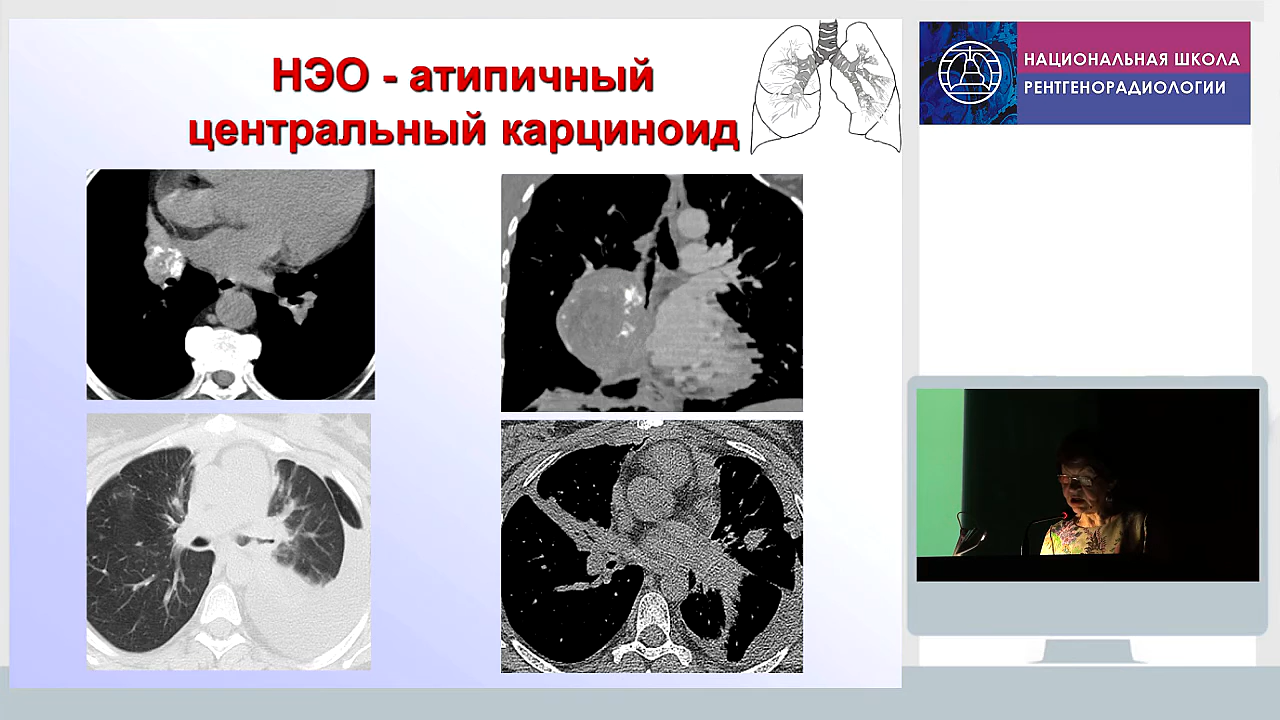 НЭО - атипичный
центральный карциноид
НАЦИОНАЛЬНАЯ ШКОЛА
РЕНТГЕНОРАДИОЛОГИИ